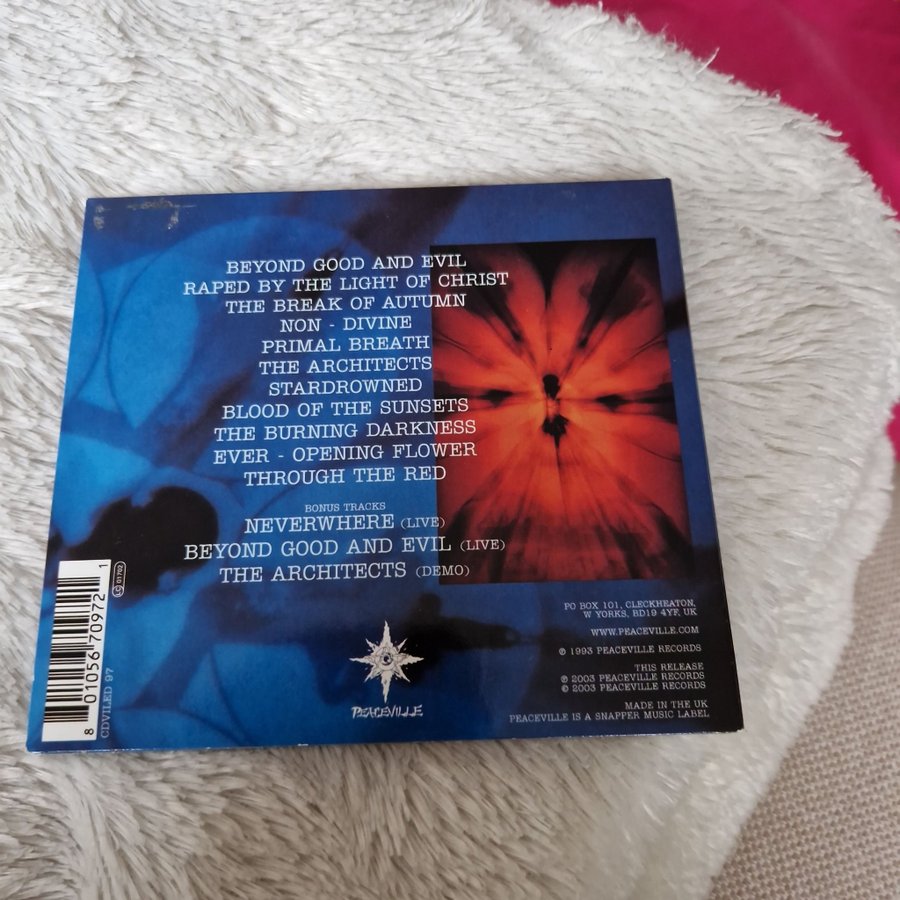 BEYOND GOOD AND EVIL
RAPED BY THE LIGHT OF CHRIST
THE BREAK OF AUTUMN
NON - DIVINE
PRIMAL BREATH
THE ARCHITECTS
STARDROWNED
BLOOD OF THE SUNSETS
THE BURNING DARKNESS
EVER - OPENING FLOWER
THROUGH THE RED
BONUS TRACKS
NEVERWHERE (LIVE)
BEYOND GOOD AND EVIL (LIVE)
THE ARCHITECTS (DEMO)
8 01056 70972 1
LC 01702
CDVILED 97
PEACEVILLE
PO BOX 101, CLECKHEATON,
W YORKS, BD19 4YF, UK
WWW.PEACEVILLE.COM
℗ 1993 PEACEVILLE RECORDS
THIS RELEASE
℗ 2003 PEACEVILLE RECORDS
© 2003 PEACEVILLE RECORDS
MADE IN THE UK
PEACEVILLE IS A SNAPPER MUSIC LABEL